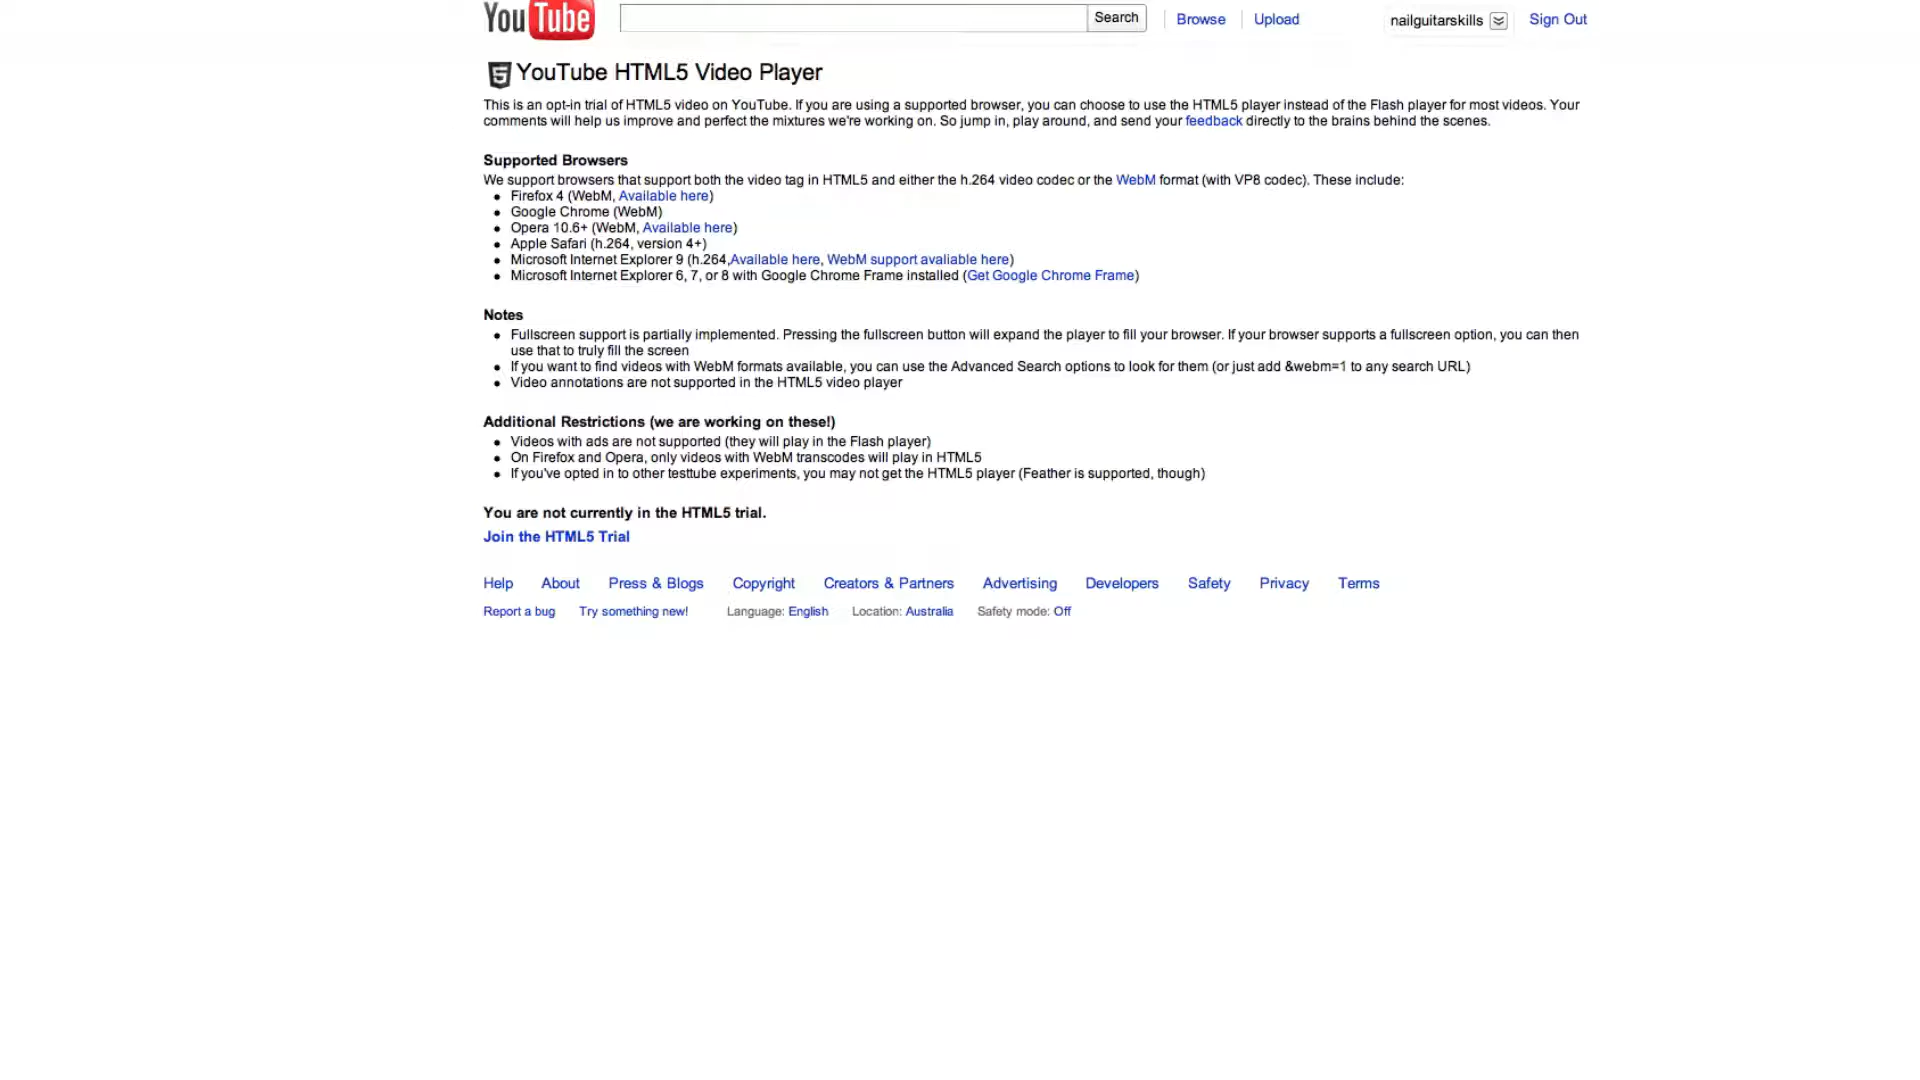 YouTube Search Browse Upload nailguitarskills Sign Out
5 YouTube HTML5 Video Player
This is an opt-in trial of HTML5 video on YouTube. If you are using a supported browser, you can choose to use the HTML5 player instead of the Flash player for most videos. Your
comments will help us improve and perfect the mixtures we're working on. So jump in, play around, and send your feedback directly to the brains behind the scenes.
Supported Browsers
We support browsers that support both the video tag in HTML5 and either the h.264 video codec or the WebM format (with VP8 codec). These include:
Firefox 4 (WebM, Available here)
Google Chrome (WebM)
Opera 10.6+ (WebM, Available here)
Apple Safari (h.264, version 4+)
Microsoft Internet Explorer 9 (h.264,Available here, WebM support avaliable here)
Microsoft Internet Explorer 6, 7, or 8 with Google Chrome Frame installed (Get Google Chrome Frame)
Notes
Fullscreen support is partially implemented. Pressing the fullscreen button will expand the player to fill your browser. If your browser supports a fullscreen option, you can then
use that to truly fill the screen
If you want to find videos with WebM formats available, you can use the Advanced Search options to look for them (or just add &webm=1 to any search URL)
Video annotations are not supported in the HTML5 video player
Additional Restrictions (we are working on these!)
Videos with ads are not supported (they will play in the Flash player)
On Firefox and Opera, only videos with WebM transcodes will play in HTML5
If you've opted in to other testtube experiments, you may not get the HTML5 player (Feather is supported, though)
You are not currently in the HTML5 trial.
Join the HTML5 Trial
Help About Press & Blogs Copyright Creators & Partners Advertising Developers Safety Privacy Terms
Report a bug Try something new! Language: English Location: Australia Safety mode: Off